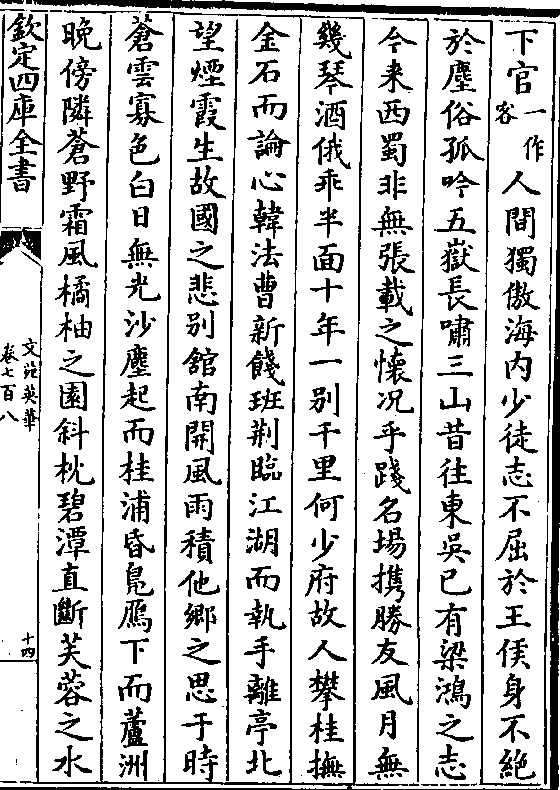 下官一作客人間獨傲海内少徒志不屈於王侯身不絶
於塵俗孤吟五嶽長嘯三山昔往東吳已有梁鴻之志
今来西蜀非無張載之懷况乎踐名場携勝友風月無
幾琴酒俄乖半面十年一别千里何少府故人攀桂撫
金石而論心韓法曹新餞班荆臨江湖而執手離亭北
望煙霞生故國之悲别舘南開風雨積他鄉之思于時
蒼雲寡色白日無光沙塵起而桂浦昏鳬鴈下而蘆洲
晩傍隣蒼野霜風橘柚之園斜枕碧潭直斷芙蓉之水
欽定四庫全書
文苑英華
卷七百八
十四